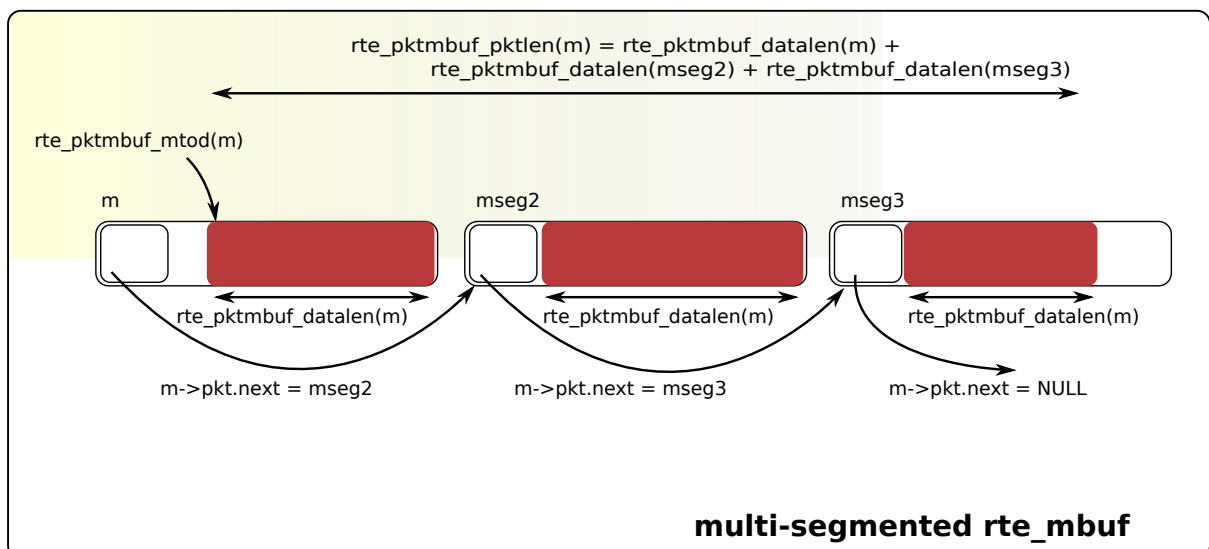 rte_pktmbuf_pktlen(m) = rte_pktmbuf_datalen(m) +
rte_pktmbuf_datalen(mseg2) + rte_pktmbuf_datalen(mseg3)
rte_pktmbuf_mtod(m)
m
mseg2
mseg3
rte_pktmbuf_datalen(m)
rte_pktmbuf_datalen(m)
rte_pktmbuf_datalen(m)
m->pkt.next = mseg2
m->pkt.next = mseg3
m->pkt.next = NULL
multi-segmented rte_mbuf